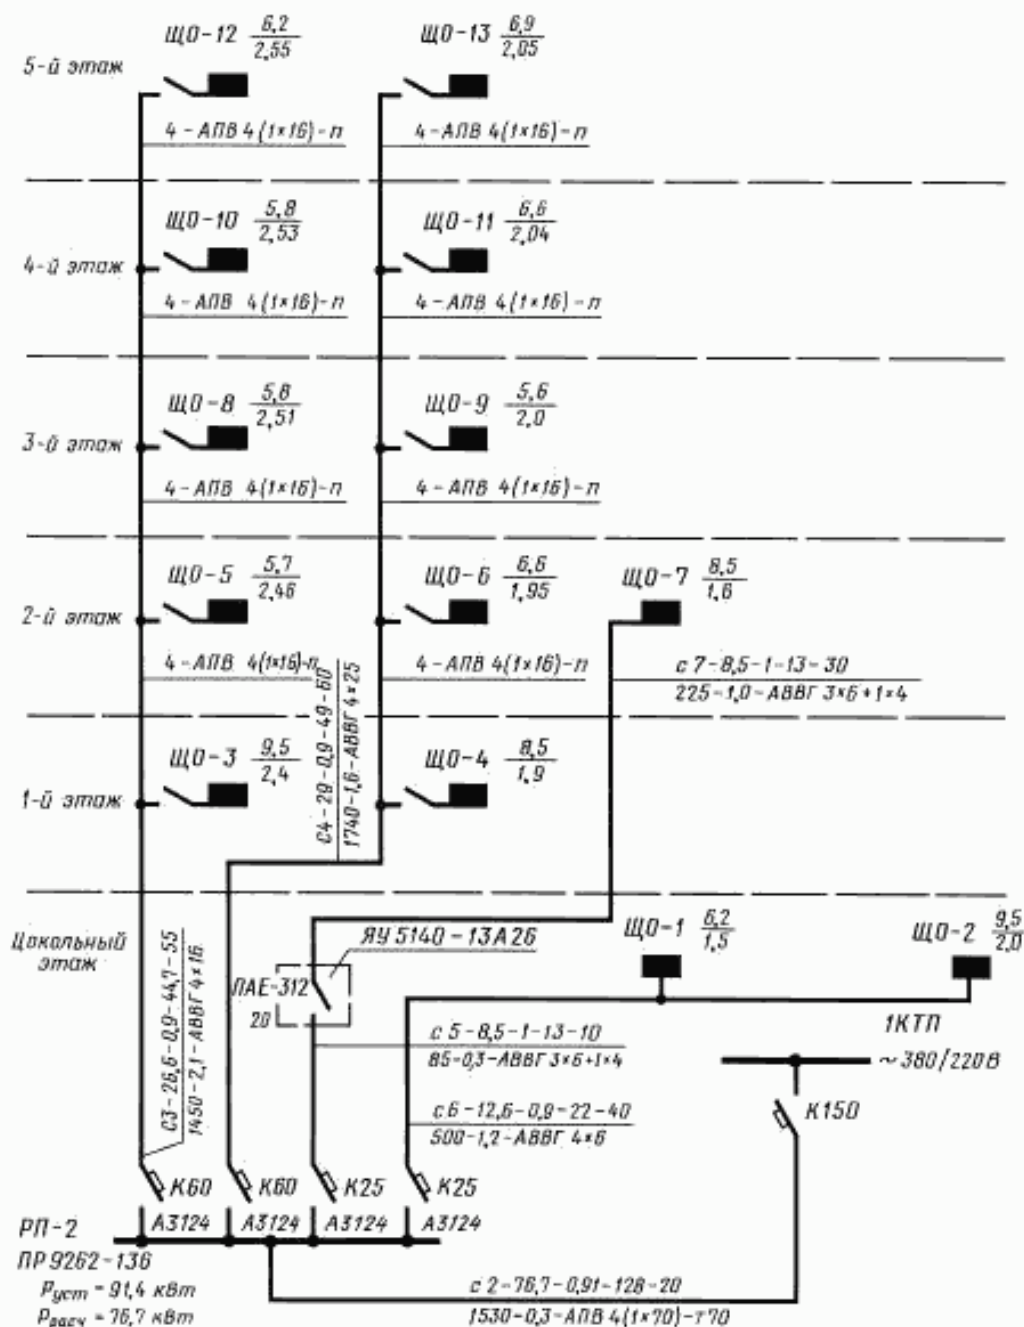 ЩО-12 6,2
2,55
ЩО-13 6,9
2,05
5-й этаж
4-АПВ 4(1×16)-п
4-АПВ 4(1×16)-п
ЩО-10 5,8
2,53
ЩО-11 6,6
2,04
4-й этаж
4-АПВ 4(1×16)-п
4-АПВ 4(1×16)-п
ЩО-8 5,8
2,51
ЩО-9 5,6
2,0
3-й этаж
4-АПВ 4(1×16)-п
4-АПВ 4(1×16)-п
ЩО-5 5,7
2,46
ЩО-6 6,6
1,95
ЩО-7 8,5
1,6
2-й этаж
4-АПВ 4(1×16)-п
4-АПВ 4(1×16)-п
с 7-8,5-1-13-30
225-1,0-АВВГ 3×6+1×4
С4-29-0,9-49-60
1740-1,6-АВВГ 4×25
ЩО-3 9,5
2,4
ЩО-4 8,5
1,9
1-й этаж
Цокольный
этаж
С3-26,6-0,9-44,7-55
1450-2,1-АВВГ 4×16
ЯУ 5140-13А26
ПАЕ-312
20
ЩО-1 6,2
1,5
ЩО-2 9,5
2,0
с 5-8,5-1-13-10
85-0,3-АВВГ 3×6+1×4
1КТП
~380/220В
с 6-12,6-0,9-22-40
500-1,2-АВВГ 4×6
К150
К60
К60
К25
К25
А3124
А3124
А3124
А3124
РП-2
ПР 9262-136
Руст = 91,4 кВт
Ррасч = 76,7 кВт
с 2-76,7-0,91-128-20
1530-0,3-АПВ 4(1×70)-т70